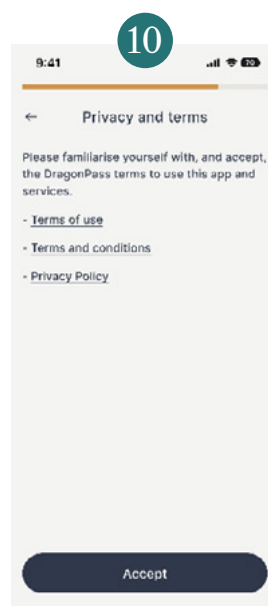 10
9:41
70
← Privacy and terms
Please familiarise yourself with, and accept,
the DragonPass terms to use this app and
services.
- Terms of use
- Terms and conditions
- Privacy Policy
Accept